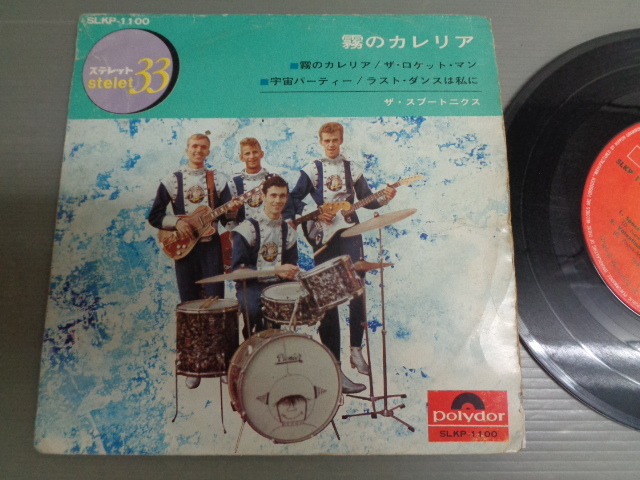 SLKP-1100
ステレット
stelet 33
霧のカレリア
■霧のカレリア/ザ・ロケット・マン
■宇宙パーティー/ラスト・ダンスは私に
ザ・スプートニクス
Premier
Polydor
SLKP-1100